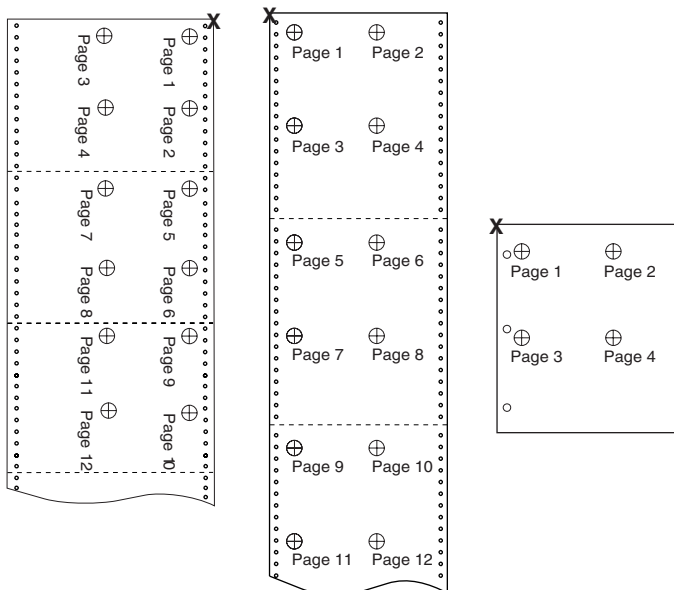 X
Page 1
Page 2
Page 3
Page 4
Page 5
Page 6
Page 7
Page 8
Page 9
Page 10
Page 11
Page 12
X
Page 1 Page 2
Page 3 Page 4
Page 5 Page 6
Page 7 Page 8
Page 9 Page 10
Page 11 Page 12
X
Page 1 Page 2
Page 3 Page 4